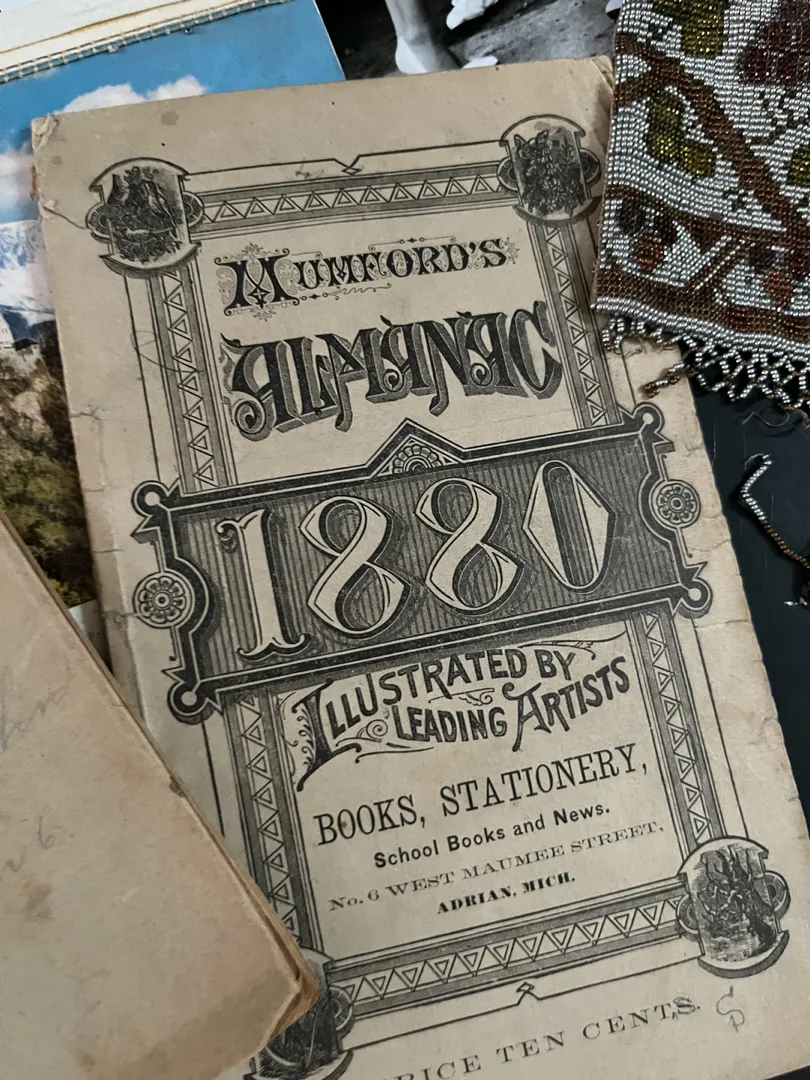 MUMFORD'S
ALMANAC
1880
ILLUSTRATED BY
LEADING ARTISTS
BOOKS, STATIONERY,
School Books and News.
No. 6 WEST MAUMEE STREET,
ADRIAN, MICH.
RICE TEN CENTS.